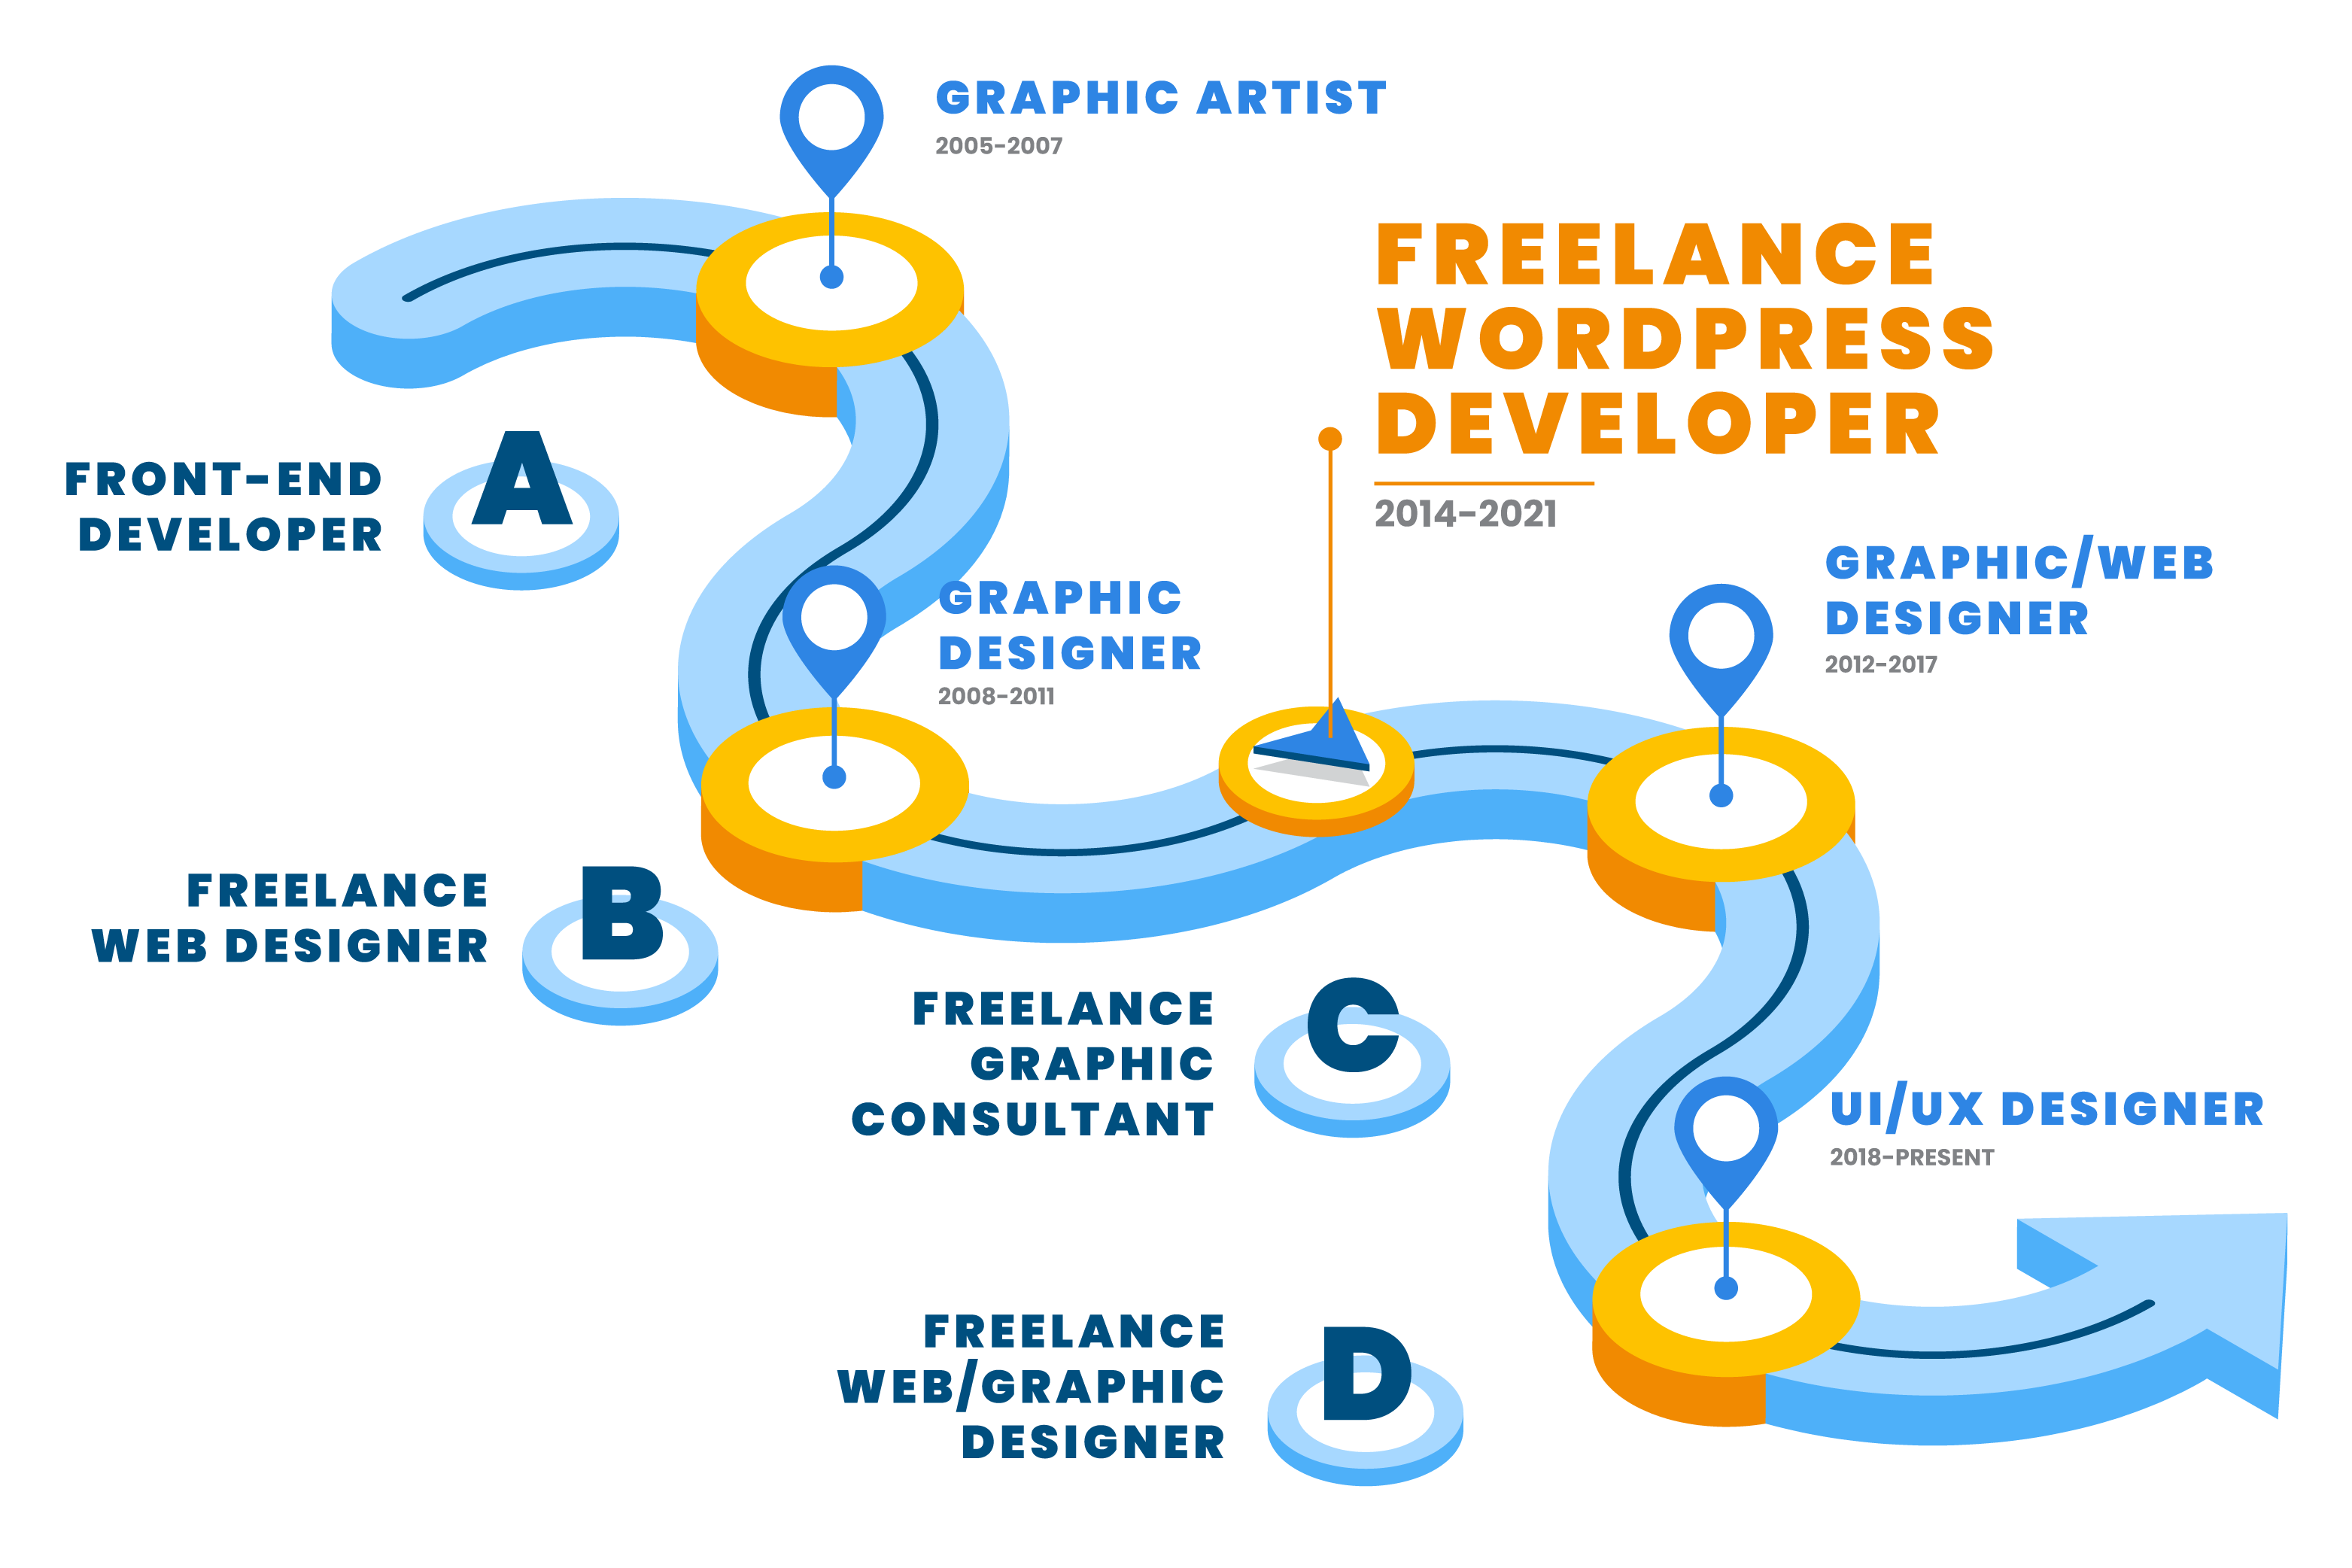 GRAPHIC ARTIST
2005-2007
FREELANCE
WORDPRESS
DEVELOPER
2014-2021
FRONT-END
DEVELOPER
A
GRAPHIC
DESIGNER
2008-2011
GRAPHIC/WEB
DESIGNER
2012-2017
FREELANCE
WEB DESIGNER
B
FREELANCE
GRAPHIC
CONSULTANT
C
UI/UX DESIGNER
2018-PRESENT
FREELANCE
WEB/GRAPHIC
DESIGNER
D